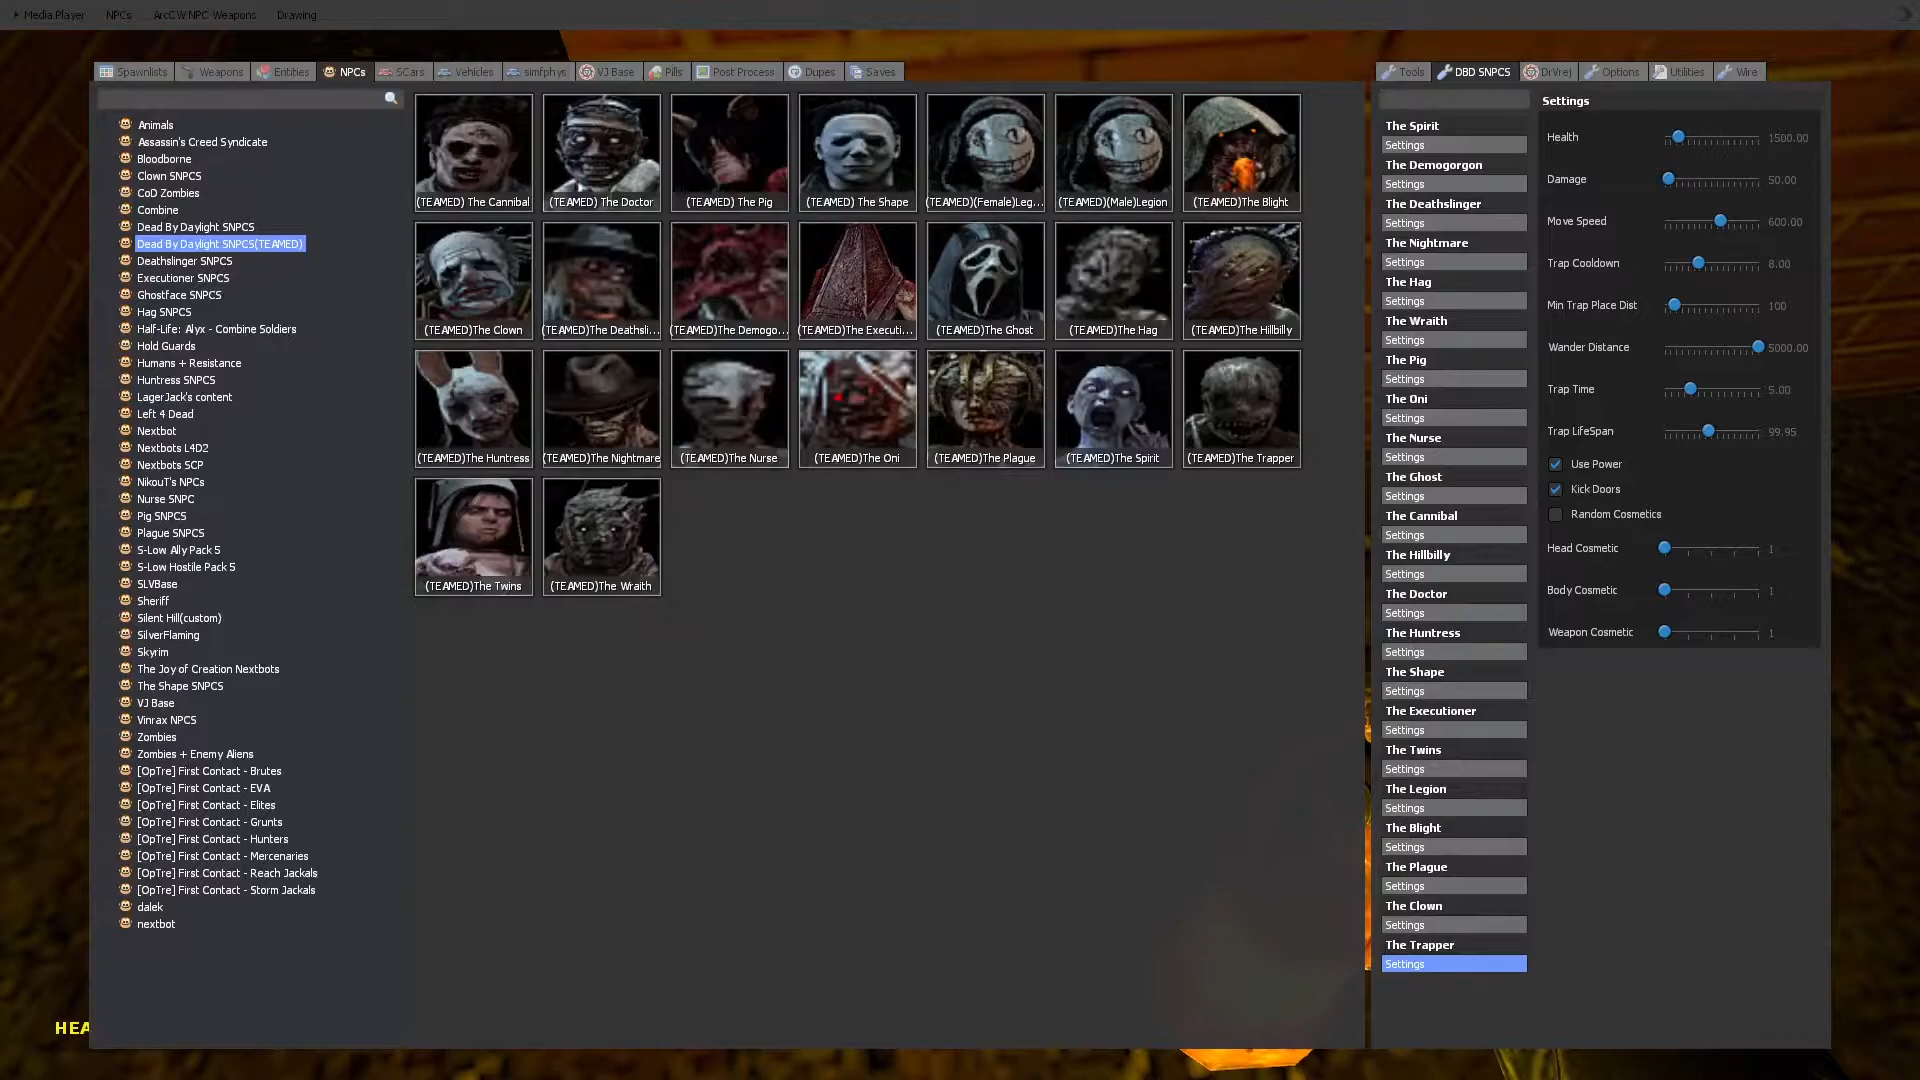 Media Player NPCs ArcCW NPC Weapons Drawing
Spawnlists Weapons Entities NPCs SCars Vehicles simfphys VJ Base Pills Post Process Dupes Saves
Animals
Assassin's Creed Syndicate
Bloodborne
Clown SNPCS
CoD Zombies
Combine
Dead By Daylight SNPCS
Dead By Daylight SNPCS(TEAMED)
Deathslinger SNPCS
Executioner SNPCS
Ghostface SNPCS
Hag SNPCS
Half-Life: Alyx - Combine Soldiers
Hold Guards
Humans + Resistance
Huntress SNPCS
LagerJack's content
Left 4 Dead
Nextbot
Nextbots L4D2
Nextbots SCP
NikouT's NPCs
Nurse SNPC
Pig SNPCS
Plague SNPCS
S-Low Ally Pack 5
S-Low Hostile Pack 5
SLVBase
Sheriff
Silent Hill(custom)
SilverFlaming
Skyrim
The Joy of Creation Nextbots
The Shape SNPCS
VJ Base
Vinrax NPCS
Zombies
Zombies + Enemy Aliens
[OpTre] First Contact - Brutes
[OpTre] First Contact - EVA
[OpTre] First Contact - Elites
[OpTre] First Contact - Grunts
[OpTre] First Contact - Hunters
[OpTre] First Contact - Mercenaries
[OpTre] First Contact - Reach Jackals
[OpTre] First Contact - Storm Jackals
dalek
nextbot
(TEAMED) The Cannibal (TEAMED) The Doctor (TEAMED) The Pig (TEAMED) The Shape (TEAMED)(Female)Leg... (TEAMED)(Male)Legion (TEAMED)The Blight
(TEAMED)The Clown (TEAMED)The Deathsli... (TEAMED)The Demogo... (TEAMED)The Executi... (TEAMED)The Ghost (TEAMED)The Hag (TEAMED)The Hillbilly
(TEAMED)The Huntress (TEAMED)The Nightmare (TEAMED)The Nurse (TEAMED)The Oni (TEAMED)The Plague (TEAMED)The Spirit (TEAMED)The Trapper
(TEAMED)The Twins (TEAMED)The Wraith
Tools DBD SNPCS DrVrej Options Utilities Wire
The Spirit
Settings
The Demogorgon
Settings
The Deathslinger
Settings
The Nightmare
Settings
The Hag
Settings
The Wraith
Settings
The Pig
Settings
The Oni
Settings
The Nurse
Settings
The Ghost
Settings
The Cannibal
Settings
The Hillbilly
Settings
The Doctor
Settings
The Huntress
Settings
The Shape
Settings
The Executioner
Settings
The Twins
Settings
The Legion
Settings
The Blight
Settings
The Plague
Settings
The Clown
Settings
The Trapper
Settings
Settings
Health 1500.00
Damage 50.00
Move Speed 600.00
Trap Cooldown 8.00
Min Trap Place Dist 100
Wander Distance 5000.00
Trap Time 5.00
Trap LifeSpan 99.95
Use Power
Kick Doors
Random Cosmetics
Head Cosmetic 1
Body Cosmetic 1
Weapon Cosmetic 1
HEA